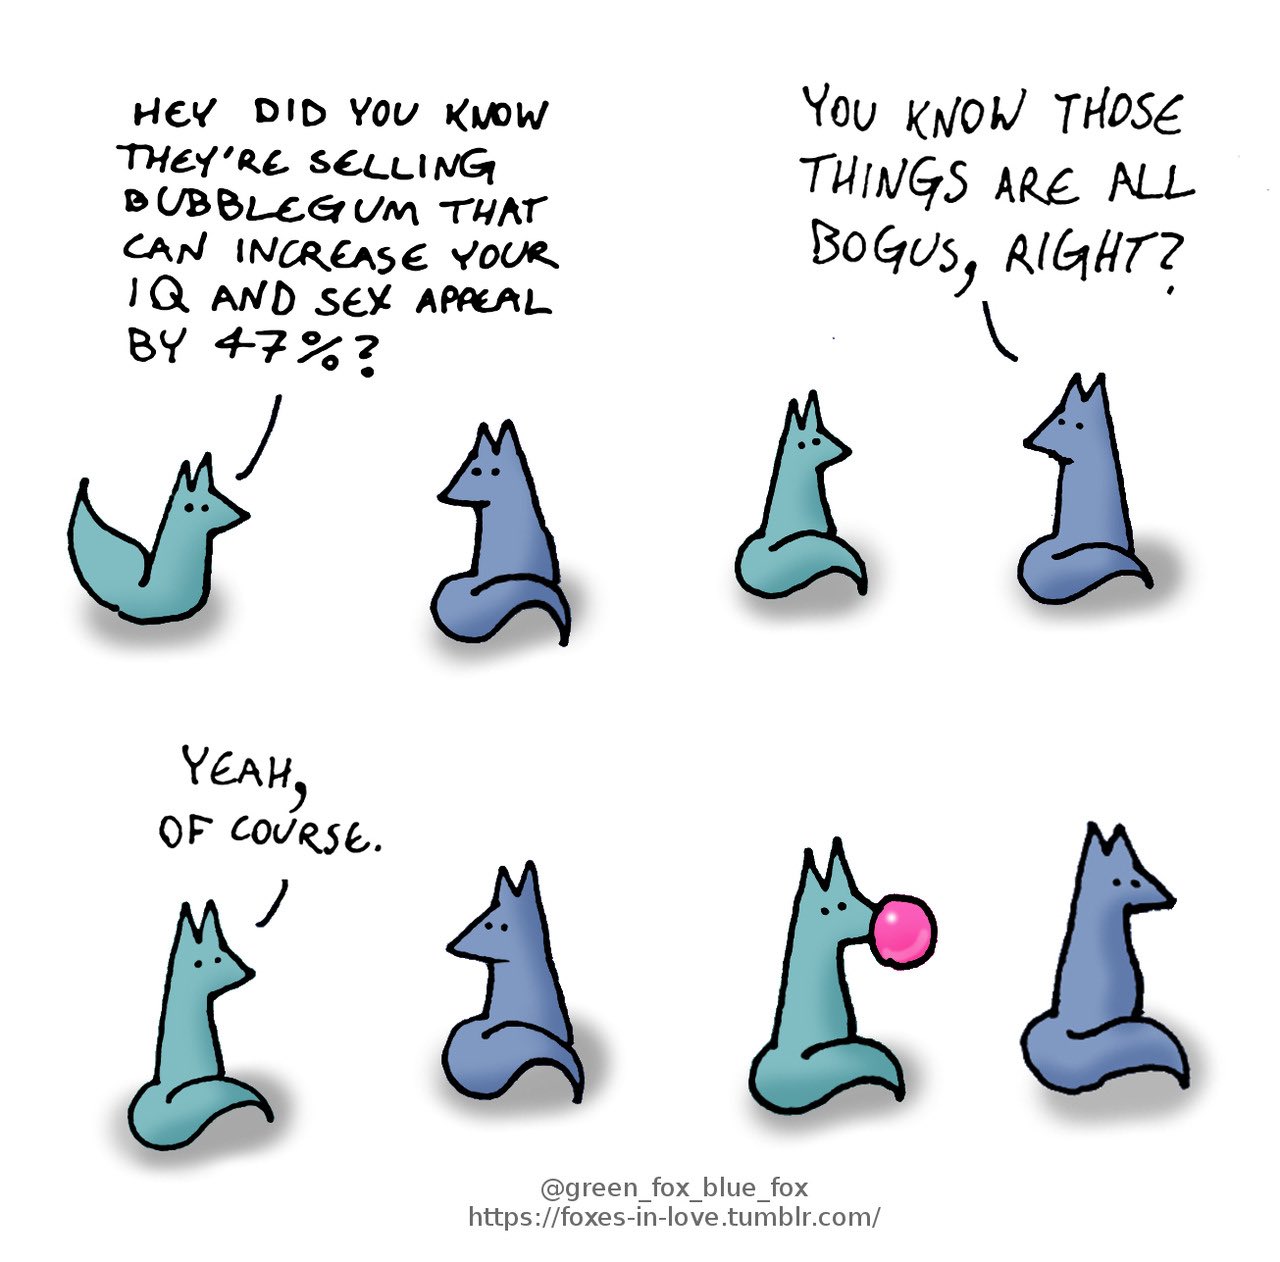 HEY DID YOU KNOW
THEY'RE SELLING
BUBBLEGUM THAT
CAN INCREASE YOUR
IQ AND SEX APPEAL
BY 47%?
YOU KNOW THOSE
THINGS ARE ALL
BOGUS, RIGHT?
YEAH,
OF COURSE.
@green_fox_blue_fox
https://foxes-in-love.tumblr.com/